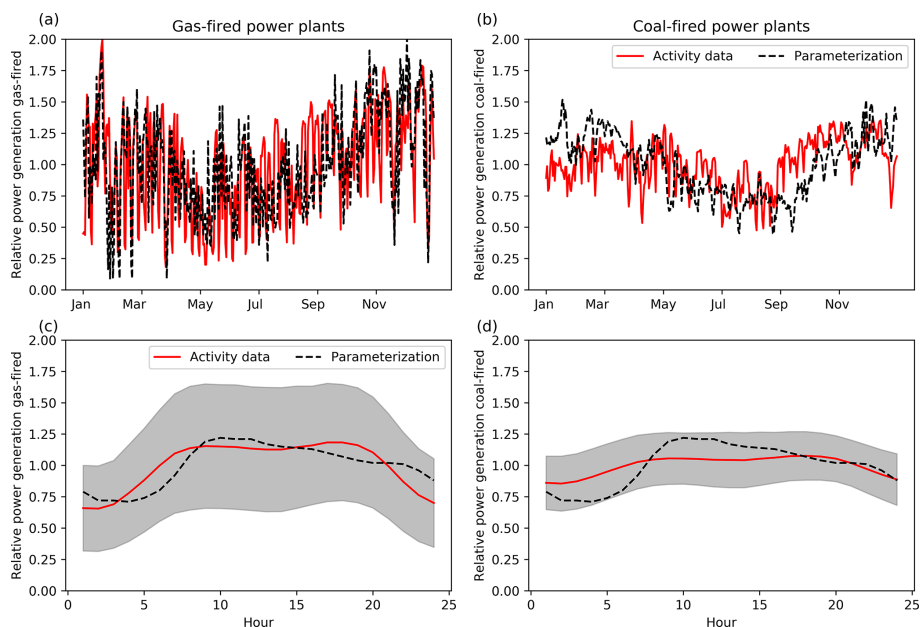 (a)
Gas-fired power plants
Relative power generation gas-fired
2.00
1.75
1.50
1.25
1.00
0.75
0.50
0.25
0.00
Jan Mar May Jul Sep Nov
(b)
Coal-fired power plants
Activity data Parameterization
Relative power generation coal-fired
2.00
1.75
1.50
1.25
1.00
0.75
0.50
0.25
0.00
Jan Mar May Jul Sep Nov
(c)
Activity data Parameterization
Relative power generation gas-fired
2.00
1.75
1.50
1.25
1.00
0.75
0.50
0.25
0.00
0 5 10 15 20 25
Hour
(d)
Relative power generation coal-fired
2.00
1.75
1.50
1.25
1.00
0.75
0.50
0.25
0.00
0 5 10 15 20 25
Hour